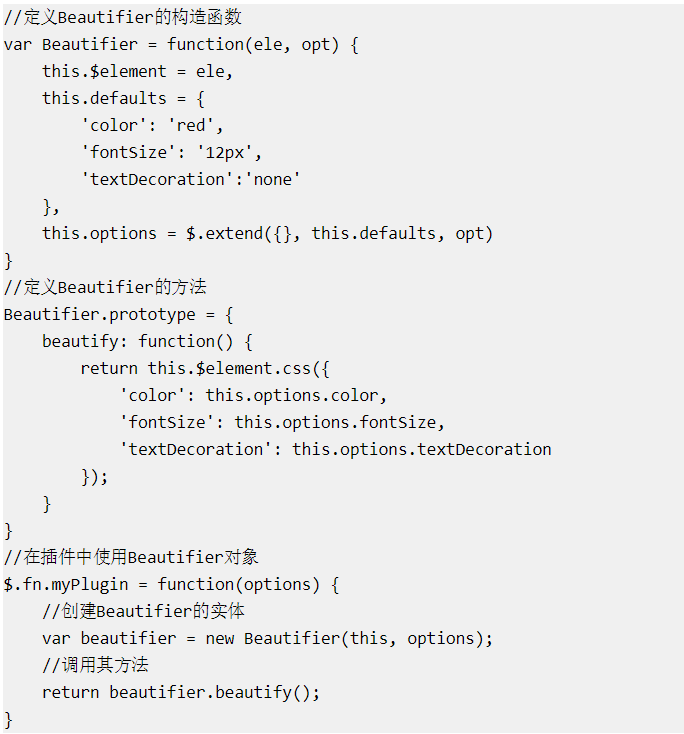 //定义Beautifier的构造函数
var Beautifier = function(ele, opt) {
    this.$element = ele,
    this.defaults = {
        'color': 'red',
        'fontSize': '12px',
        'textDecoration':'none'
    },
    this.options = $.extend({}, this.defaults, opt)
}
//定义Beautifier的方法
Beautifier.prototype = {
    beautify: function() {
        return this.$element.css({
            'color': this.options.color,
            'fontSize': this.options.fontSize,
            'textDecoration': this.options.textDecoration
        });
    }
}
//在插件中使用Beautifier对象
$.fn.myPlugin = function(options) {
    //创建Beautifier的实体
    var beautifier = new Beautifier(this, options);
    //调用其方法
    return beautifier.beautify();
}